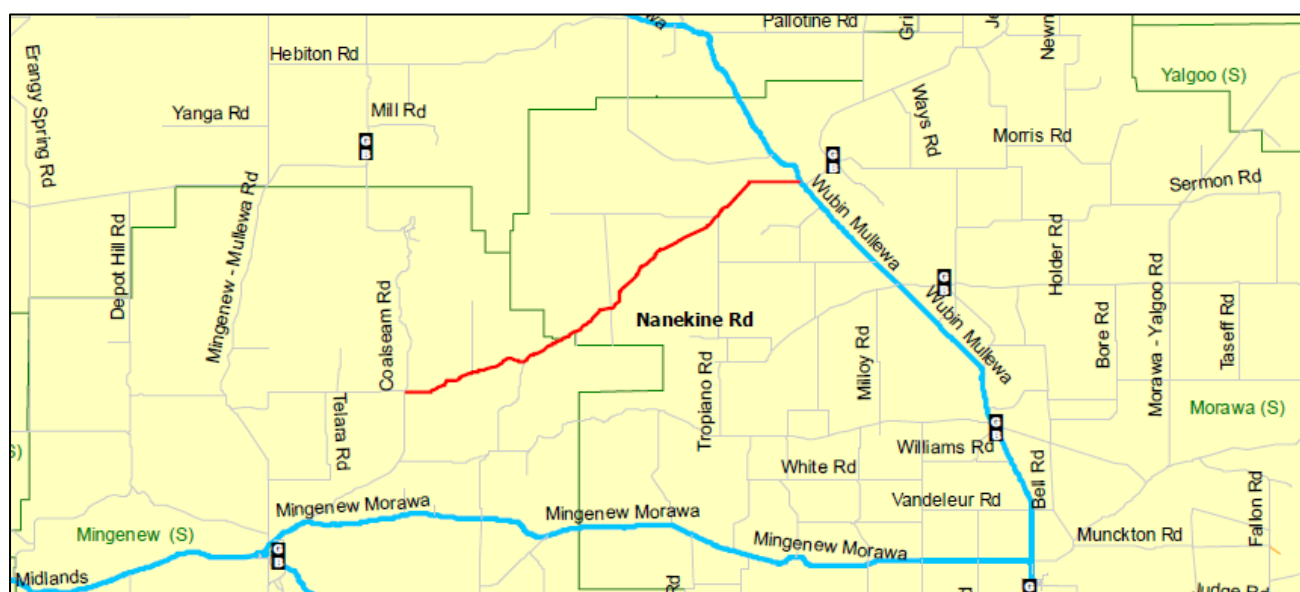 Pallotine Rd
Hebiton Rd
Erangy Spring Rd
Yalgoo (S)
Yanga Rd
Mill Rd
Ways Rd
Morris Rd
Sermon Rd
Depot Hill Rd
Mingenew - Mullewa Rd
Wubin Mullewa
Holder Rd
Coalseam Rd
Nanekine Rd
Wubin Mullewa
Milloy Rd
Bore Rd
Morawa - Yalgoo Rd
Taseff Rd
Telara Rd
Tropiano Rd
Morawa (S)
Williams Rd
White Rd
Bell Rd
Vandeleur Rd
Fallon Rd
Mingenew Morawa
Mingenew Morawa
Mingenew (S)
Mingenew Morawa
Munckton Rd
Midlands
Rd
Judge Rd